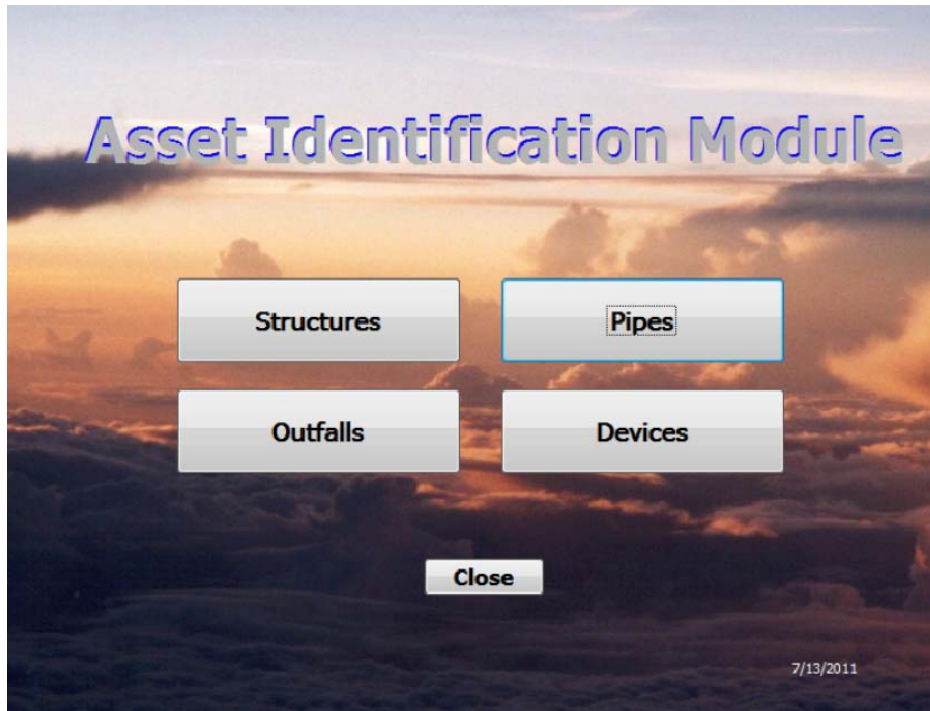 Asset Identification Module
Structures
Pipes
Outfalls
Devices
Close
7/13/2011